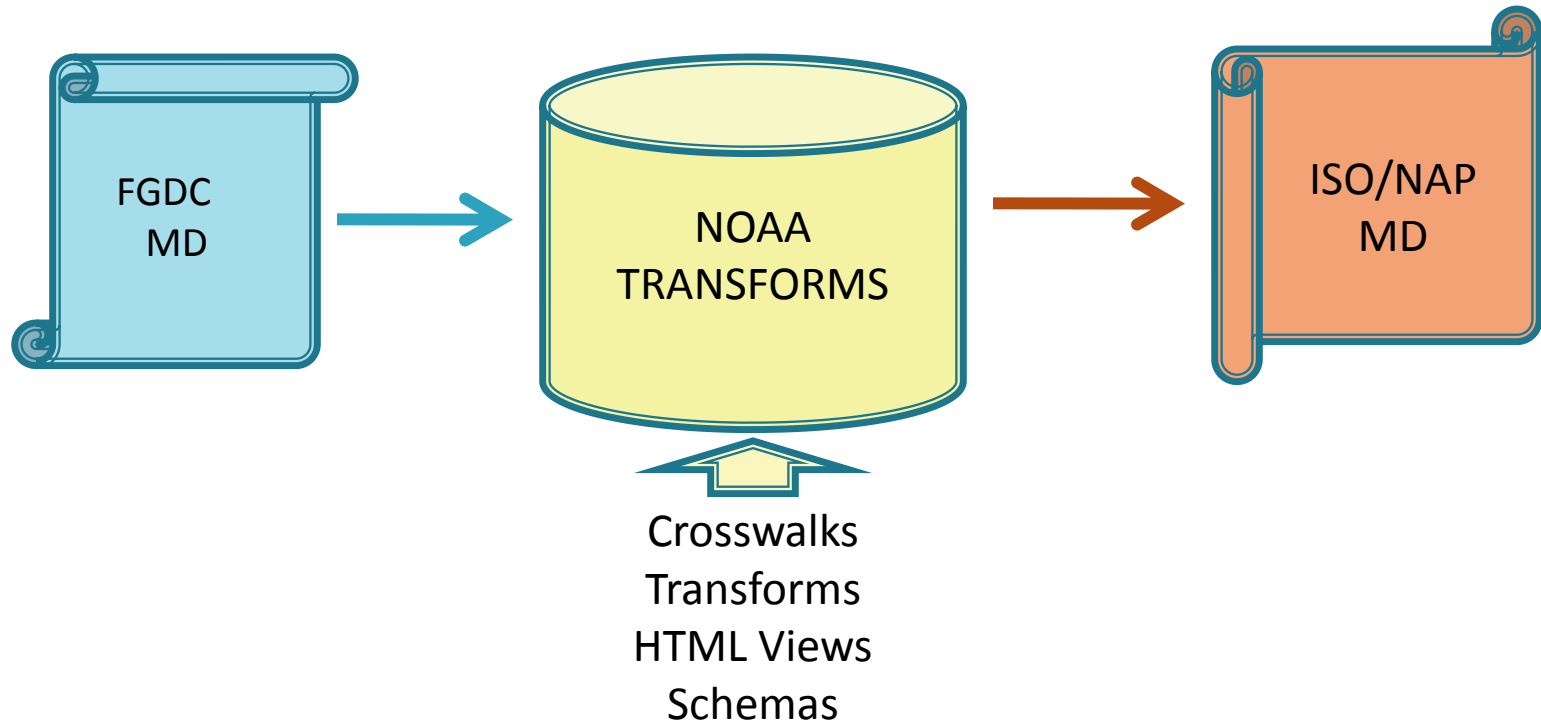 FGDC
MD
NOAA
TRANSFORMS
ISO/NAP
MD
Crosswalks
Transforms
HTML Views
Schemas